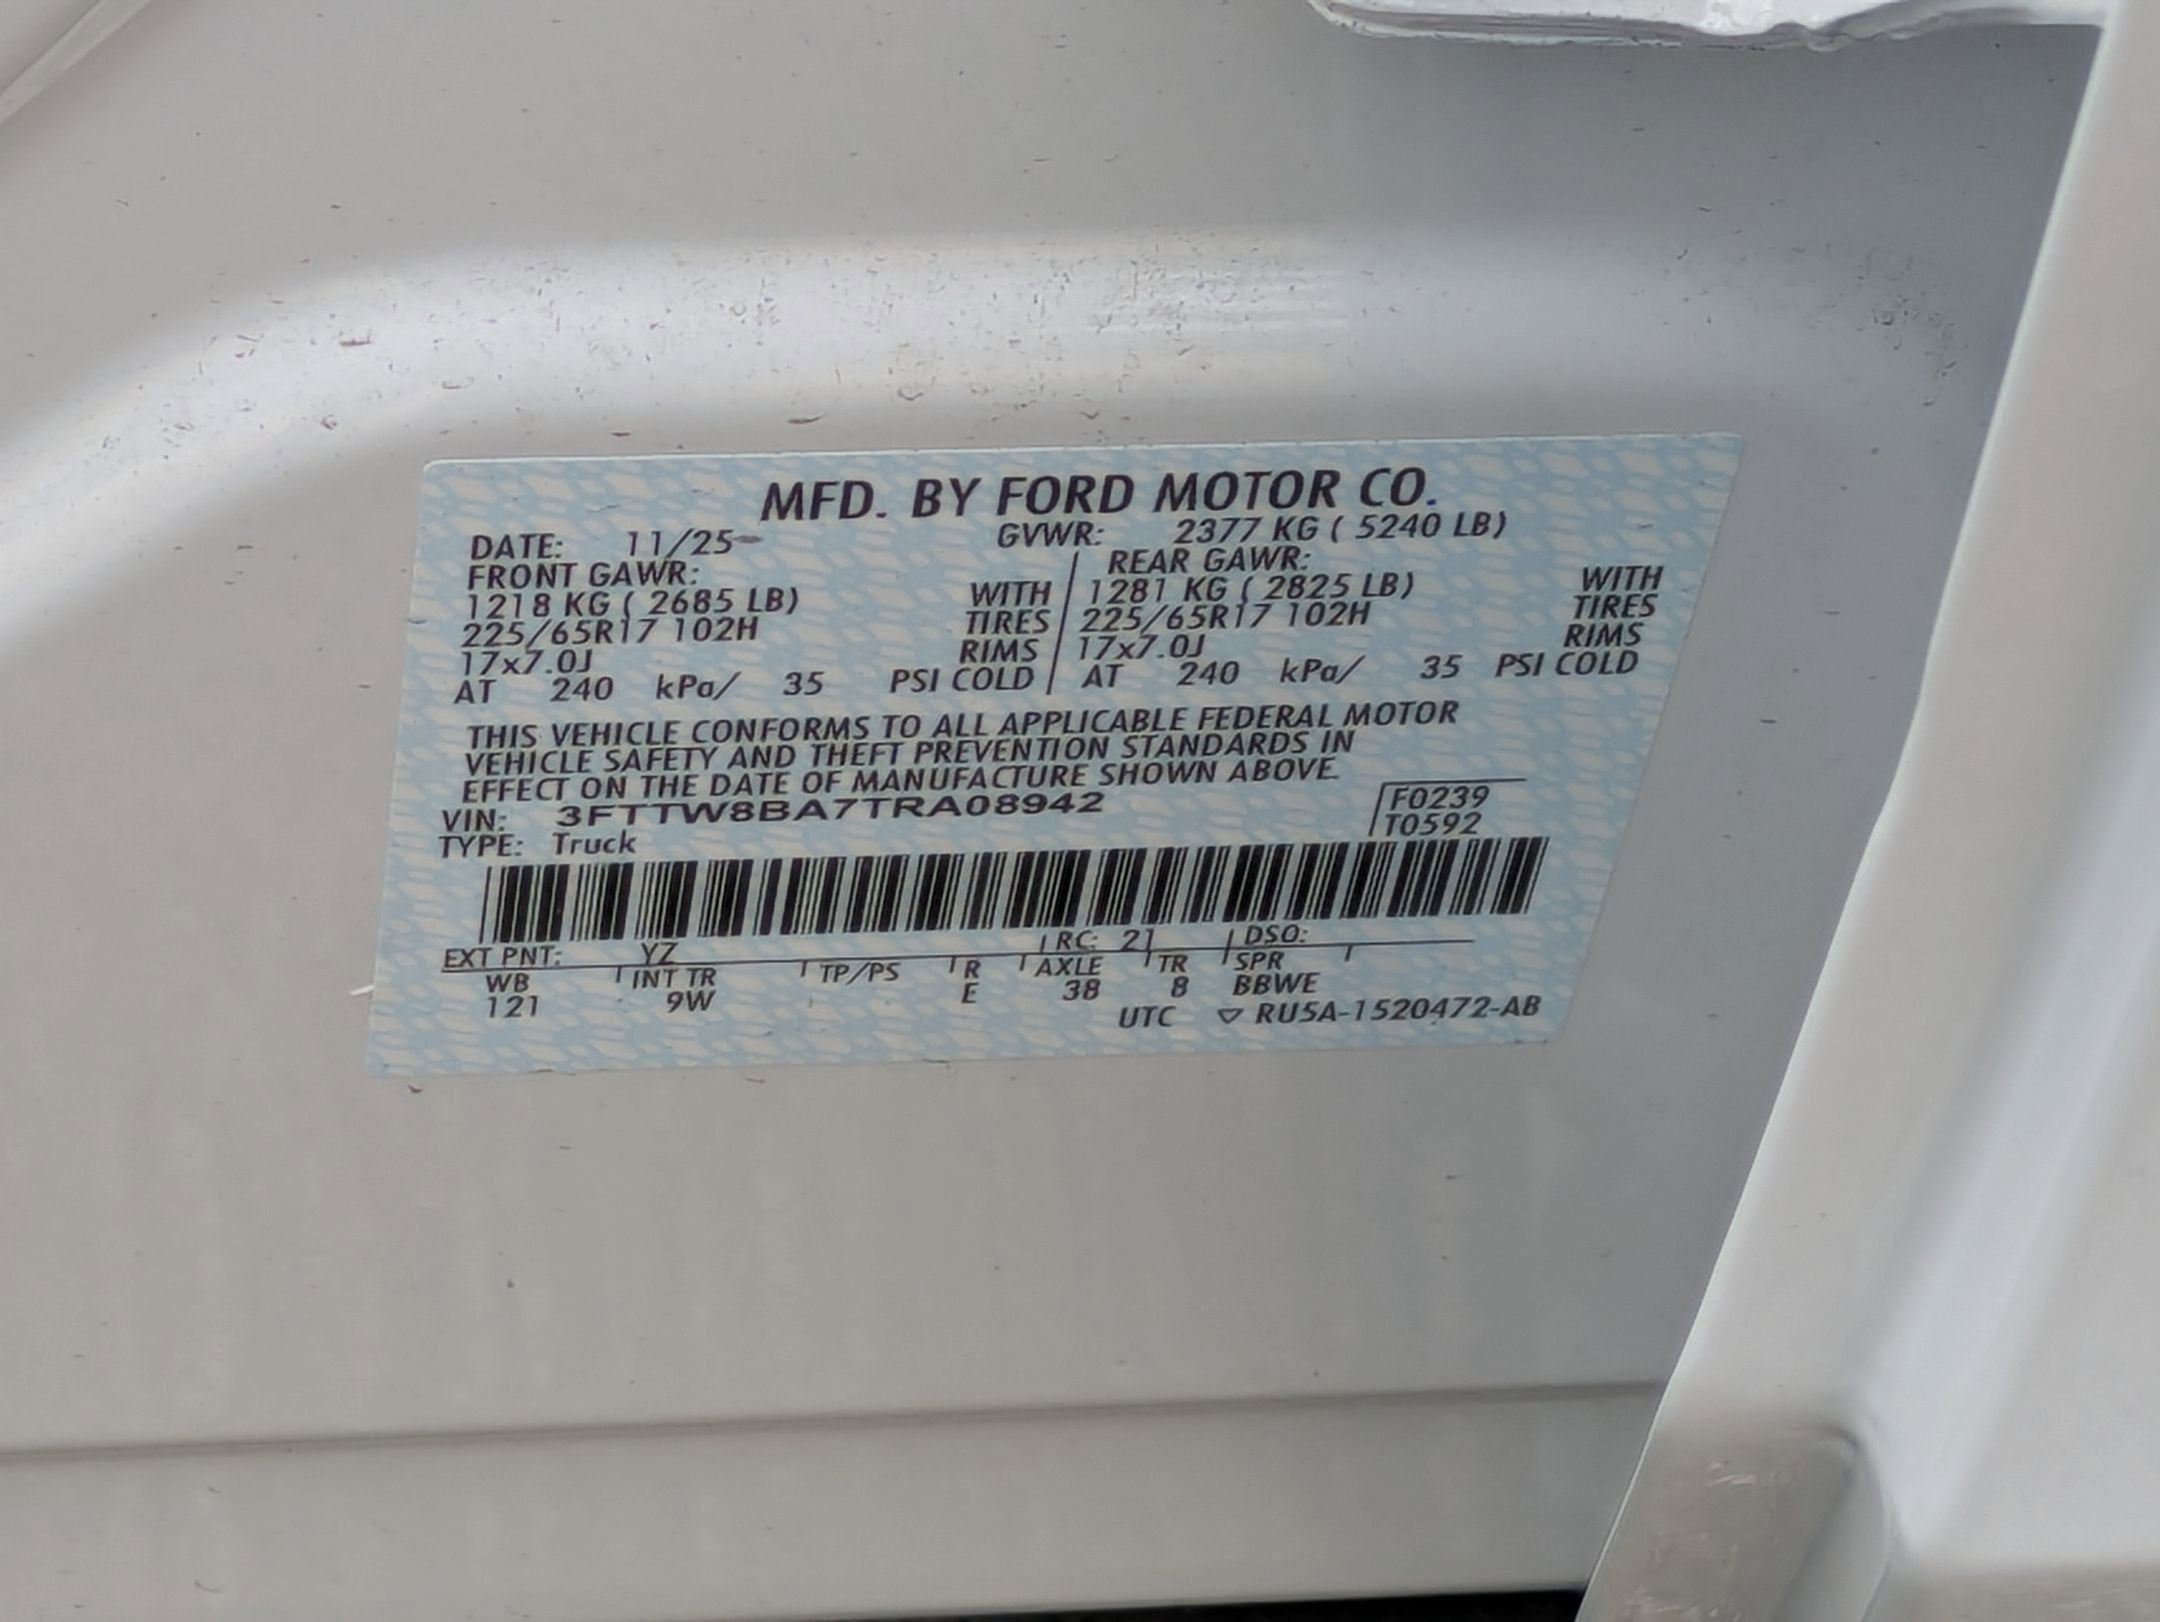 MFD. BY FORD MOTOR CO.
DATE: 11/25 GVWR: 2377 KG ( 5240 LB)
FRONT GAWR: REAR GAWR:
1218 KG ( 2685 LB) WITH 1281 KG ( 2825 LB) WITH
225/65R17 102H TIRES 225/65R17 102H TIRES
17x7.0J RIMS 17x7.0J RIMS
AT 240 kPa/ 35 PSI COLD AT 240 kPa/ 35 PSI COLD
THIS VEHICLE CONFORMS TO ALL APPLICABLE FEDERAL MOTOR
VEHICLE SAFETY AND THEFT PREVENTION STANDARDS IN
EFFECT ON THE DATE OF MANUFACTURE SHOWN ABOVE.
VIN: 3FTTW8BA7TRA08942 F0239
TYPE: Truck T0592
EXT PNT: YZ RC: 21 DSO:
WB INT TR TP/PS R AXLE TR SPR
121 9W E 38 8 BBWE
UTC ▽ RU5A-1520472-AB